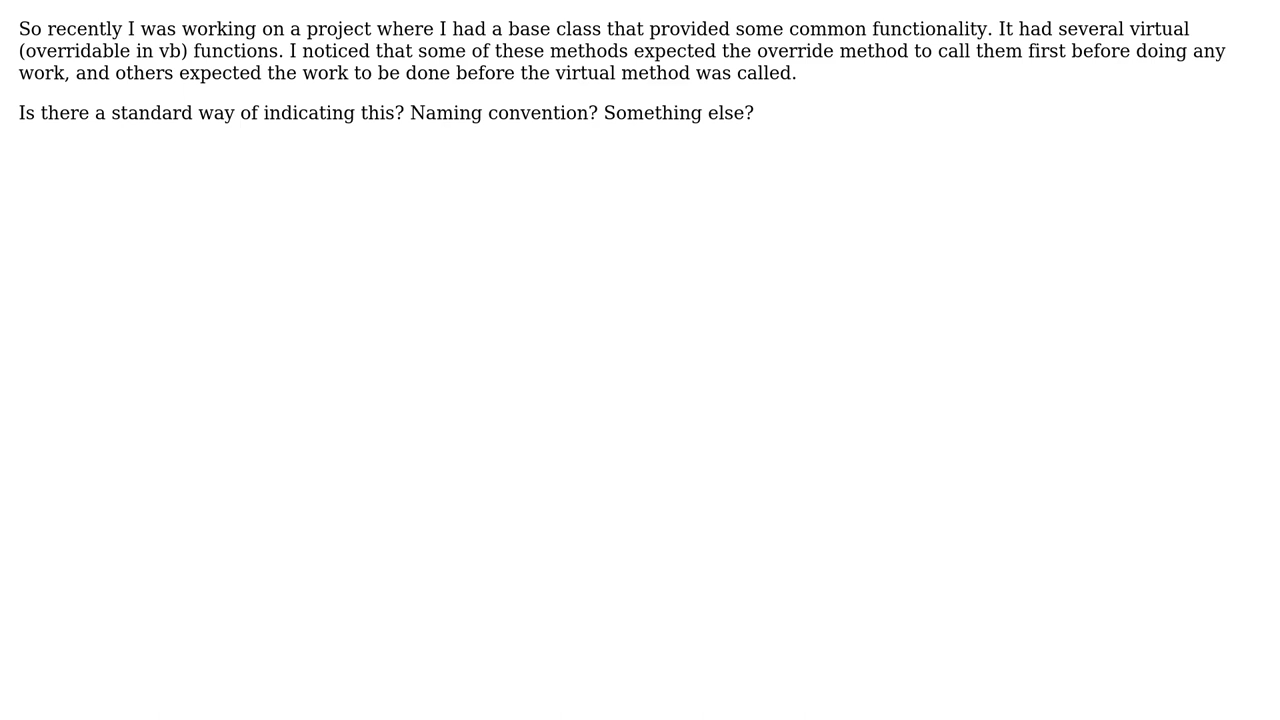 So recently I was working on a project where I had a base class that provided some common functionality. It had several virtual
(overridable in vb) functions. I noticed that some of these methods expected the override method to call them first before doing any
work, and others expected the work to be done before the virtual method was called.
Is there a standard way of indicating this? Naming convention? Something else?